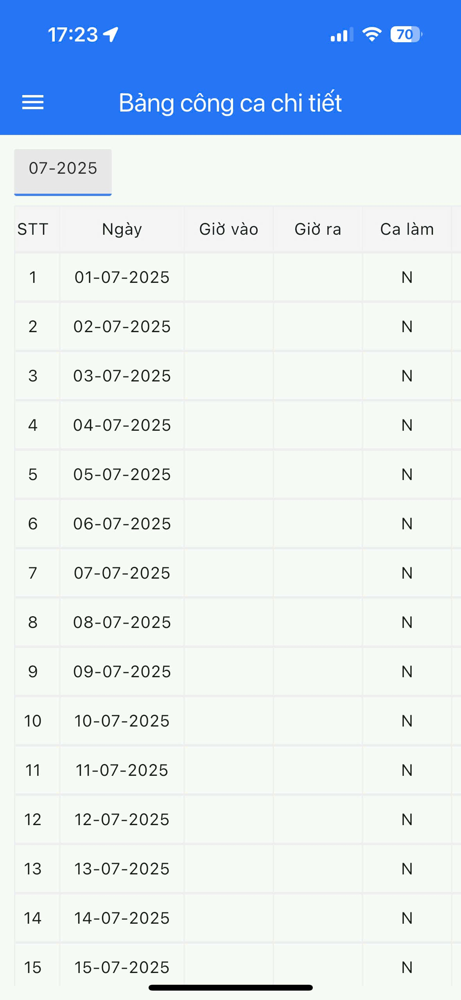 17:23
70
Bảng công ca chi tiết
07-2025
STT Ngày Giờ vào Giờ ra Ca làm
1 01-07-2025 N
2 02-07-2025 N
3 03-07-2025 N
4 04-07-2025 N
5 05-07-2025 N
6 06-07-2025 N
7 07-07-2025 N
8 08-07-2025 N
9 09-07-2025 N
10 10-07-2025 N
11 11-07-2025 N
12 12-07-2025 N
13 13-07-2025 N
14 14-07-2025 N
15 15-07-2025 N